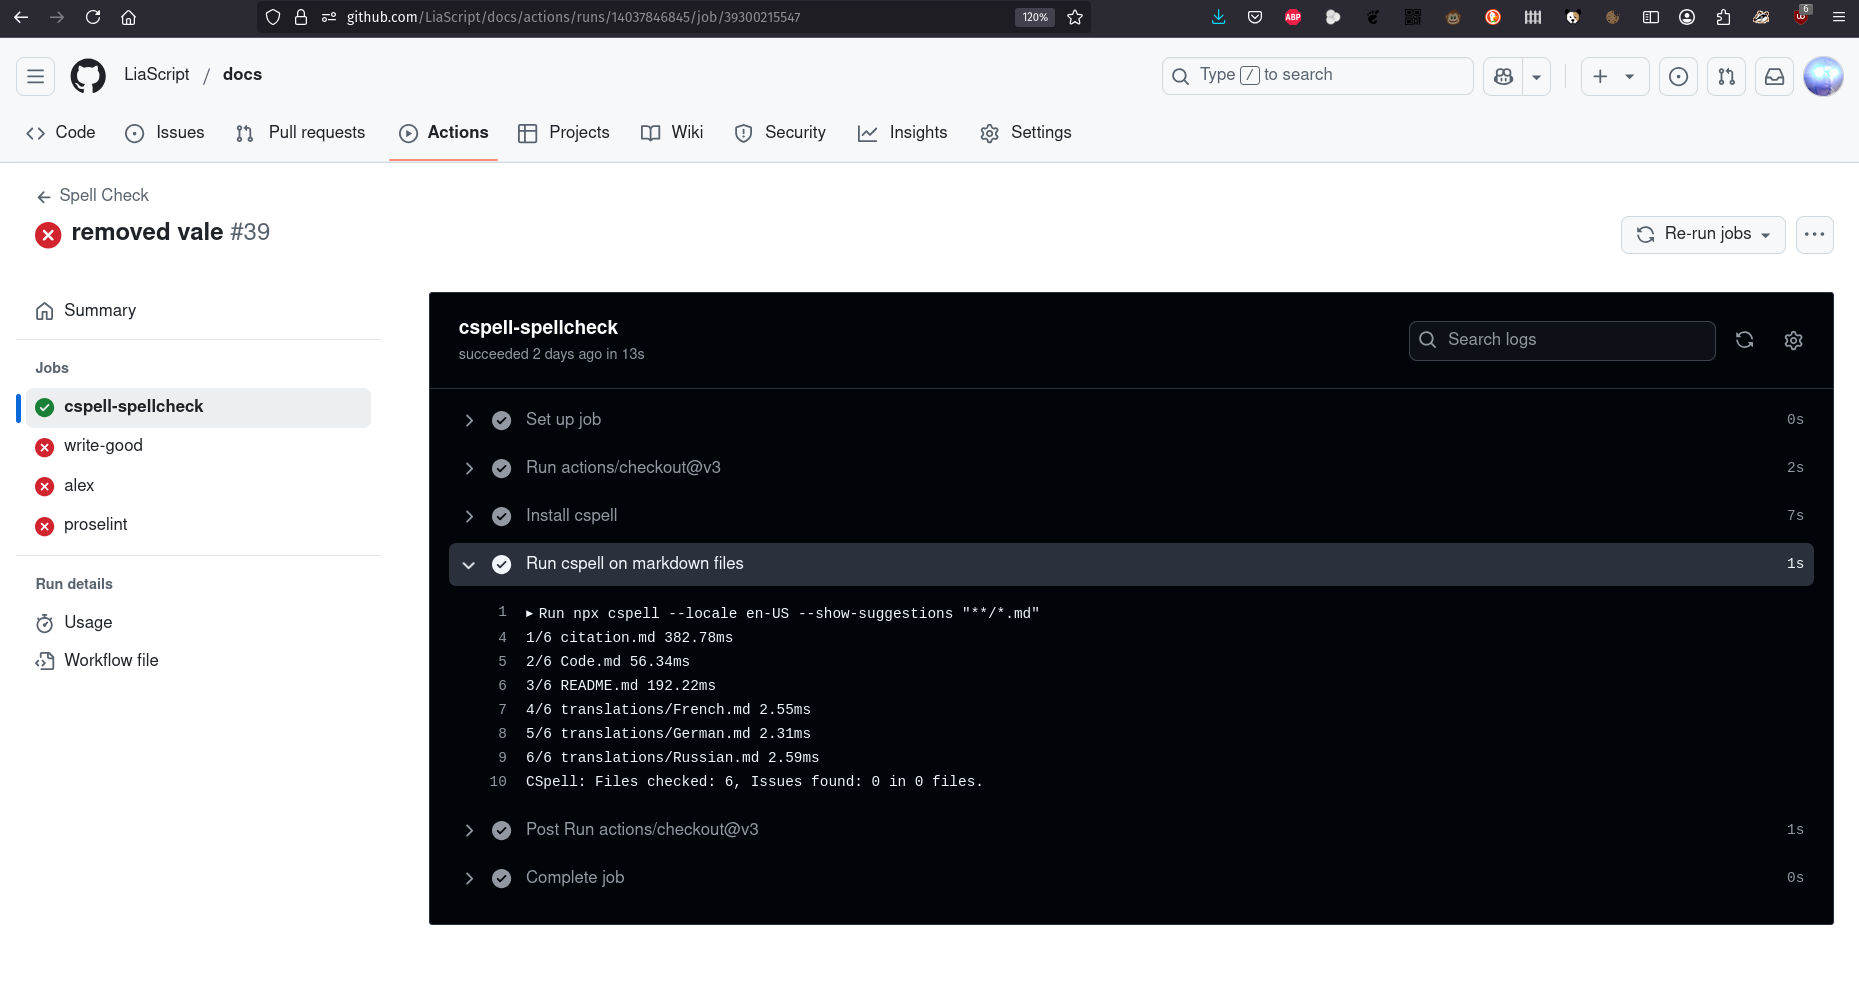 github.com/LiaScript/docs/actions/runs/14037846845/job/39300215547
120%
ABP
6
LiaScript / docs
Type / to search
Code
Issues
Pull requests
Actions
Projects
Wiki
Security
Insights
Settings
Spell Check
removed vale #39
Re-run jobs
Summary
Jobs
cspell-spellcheck
write-good
alex
proselint
Run details
Usage
Workflow file
cspell-spellcheck
succeeded 2 days ago in 13s
Search logs
Set up job 0s
Run actions/checkout@v3 2s
Install cspell 7s
Run cspell on markdown files 1s
1 Run npx cspell --locale en-US --show-suggestions "**/*.md"
4 1/6 citation.md 382.78ms
5 2/6 Code.md 56.34ms
6 3/6 README.md 192.22ms
7 4/6 translations/French.md 2.55ms
8 5/6 translations/German.md 2.31ms
9 6/6 translations/Russian.md 2.59ms
10 CSpell: Files checked: 6, Issues found: 0 in 0 files.
Post Run actions/checkout@v3 1s
Complete job 0s